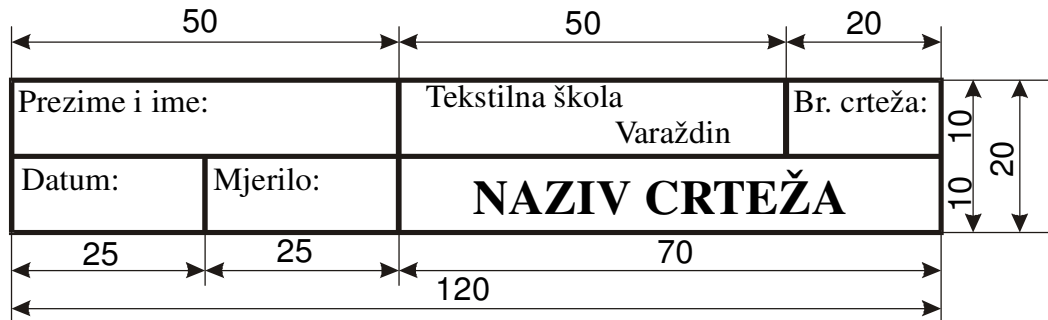 50 50 20
Prezime i ime:
Tekstilna škola
Varaždin
Br. crteža:
10
20
Datum:
Mjerilo:
NAZIV CRTEŽA
10
25 25 70
120